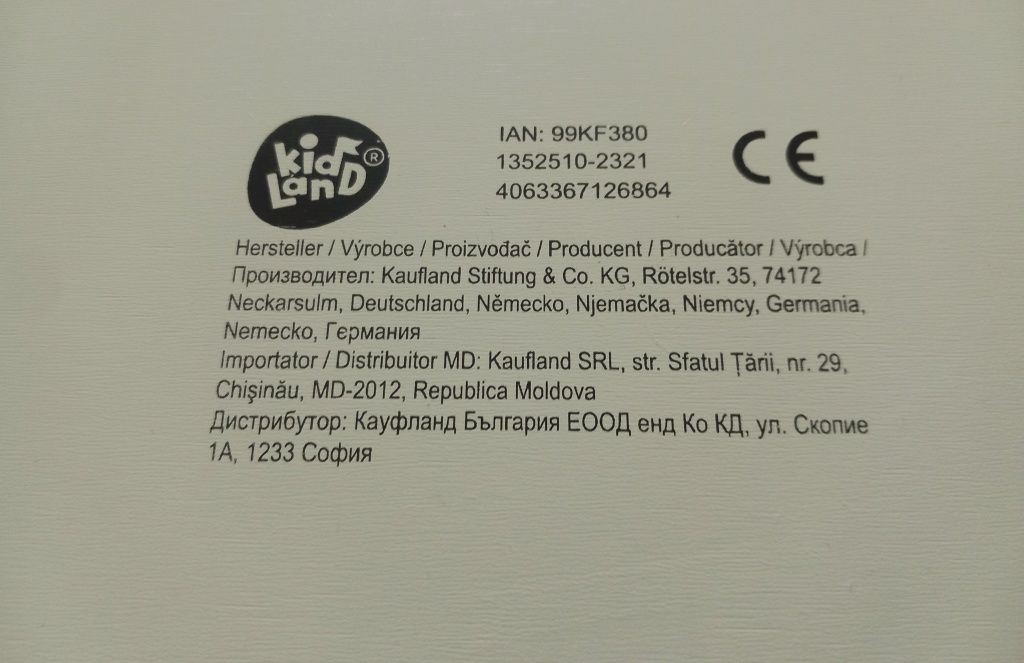 kid
LanD ®
IAN: 99KF380
1352510-2321
4063367126864
CE
Hersteller / Výrobce / Proizvođač / Producent / Producător / Výrobca /
Производител: Kaufland Stiftung & Co. KG, Rötelstr. 35, 74172
Neckarsulm, Deutschland, Německo, Njemačka, Niemcy, Germania,
Nemecko, Германия
Importator / Distribuitor MD: Kaufland SRL, str. Sfatul Țării, nr. 29,
Chişinău, MD-2012, Republica Moldova
Дистрибутор: Кауфланд България ЕООД енд Ко КД, ул. Скопие
1А, 1233 София